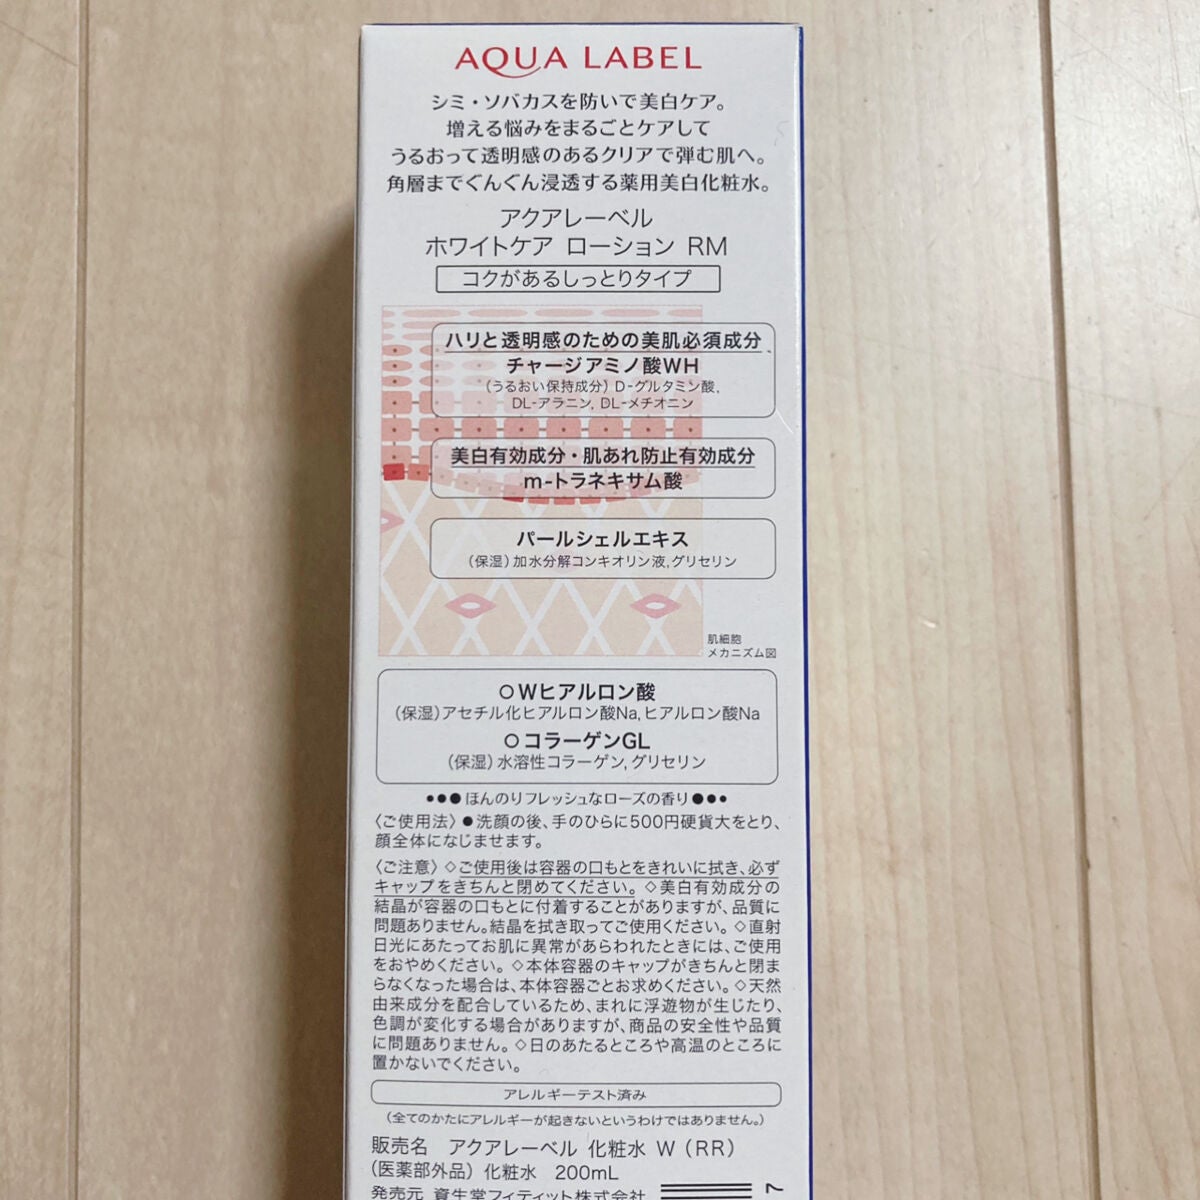 AQUA LABEL
シミ・ソバカスを防いで美白ケア。
増える悩みをまるごとケアして
うるおって透明感のあるクリアで弾む肌へ。
角層までぐんぐん浸透する薬用美白化粧水。
アクアレーベル
ホワイトケア ローション RM
コクがあるしっとりタイプ
ハリと透明感のための美肌必須成分
チャージアミノ酸WH
（うるおい保持成分）D-グルタミン酸,
DL-アラニン, DL-メチオニン
美白有効成分・肌あれ防止有効成分
m-トラネキサム酸
パールシェルエキス
（保湿）加水分解コンキオリン液,グリセリン
肌細胞
メカニズム図
○Wヒアルロン酸
（保湿）アセチル化ヒアルロン酸Na,ヒアルロン酸Na
○コラーゲンGL
（保湿）水溶性コラーゲン,グリセリン
●●●ほんのりフレッシュなローズの香り●●●
〈ご使用法〉●洗顔の後、手のひらに500円硬貨大をとり、
顔全体になじませます。
〈ご注意〉◇ご使用後は容器の口もとをきれいに拭き、必ず
キャップをきちんと閉めてください。◇美白有効成分の
結晶が容器の口もとに付着することがありますが、品質に
問題ありません。結晶を拭き取ってご使用ください。◇直射
日光にあたってお肌に異常があらわれたときには、ご使用
をおやめください。◇本体容器のキャップがきちんと閉ま
らなくなった場合は、本体容器ごとお求めください。◇天然
由来成分を配合しているため、まれに浮遊物が生じたり、
色調が変化する場合がありますが、商品の安全性や品質
に問題ありません。◇日のあたるところや高温のところに
置かないでください。
アレルギーテスト済み
（全てのかたにアレルギーが起きないというわけではありません。）
販売名 アクアレーベル 化粧水 W（RR）
（医薬部外品）化粧水 200mL
発売元 資生堂フィティット株式会社
7